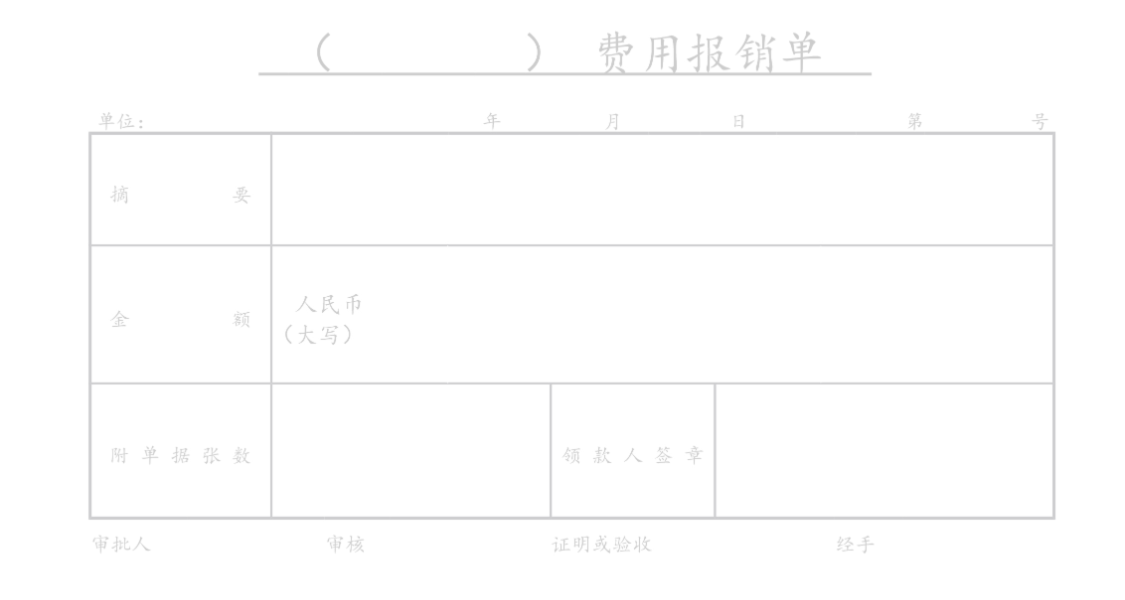 （ ） 费用报销单
单位： 年 月 日 第 号
摘 要
金 额
人民币
（大写）
附单据张数 领款人签章
审批人 审核 证明或验收 经手